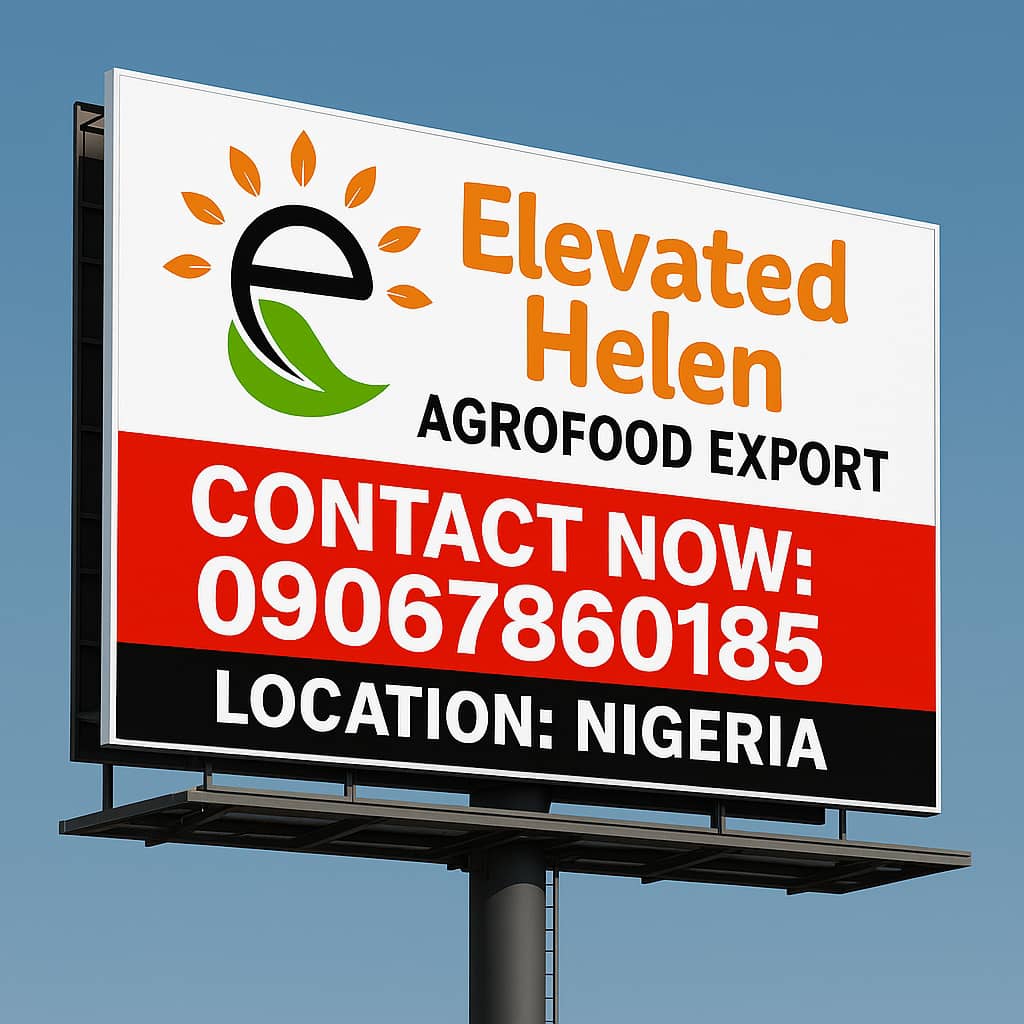 e
Elevated
Helen
AGROFOOD EXPORT
CONTACT NOW:
09067860185
LOCATION: NIGERIA